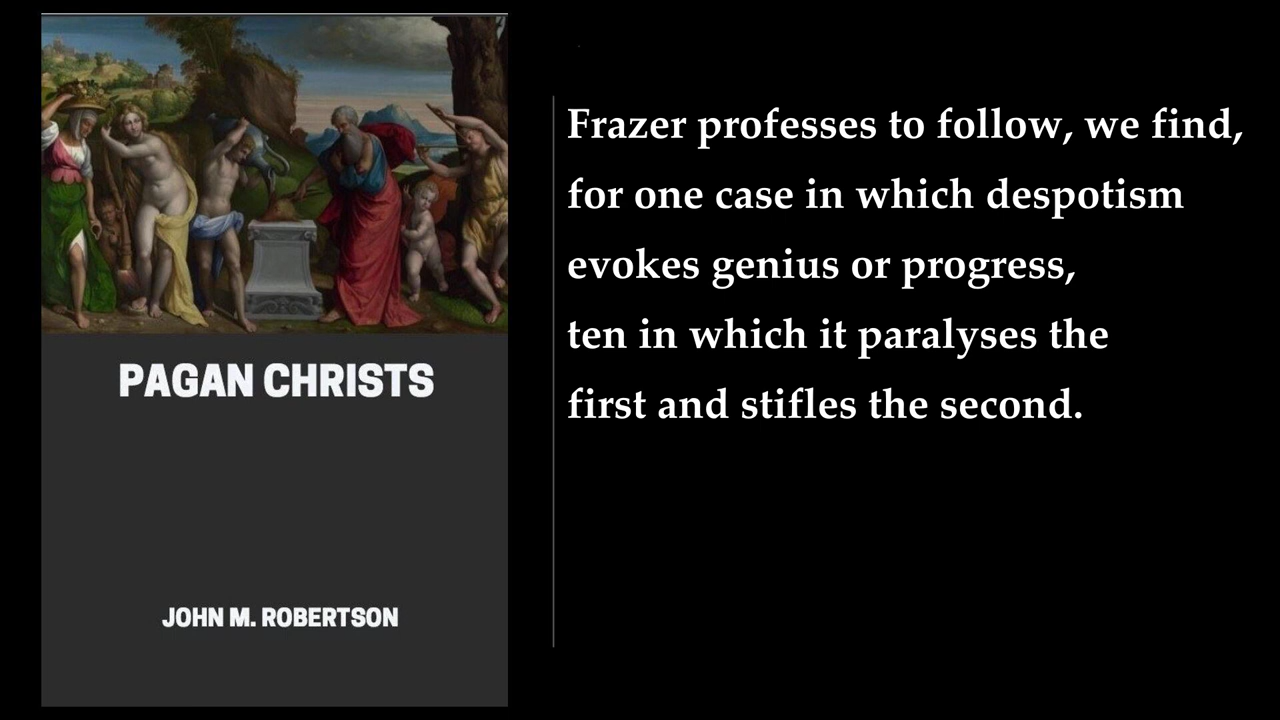 PAGAN CHRISTS
JOHN M. ROBERTSON
Frazer professes to follow, we find,
for one case in which despotism
evokes genius or progress,
ten in which it paralyses the
first and stifles the second.